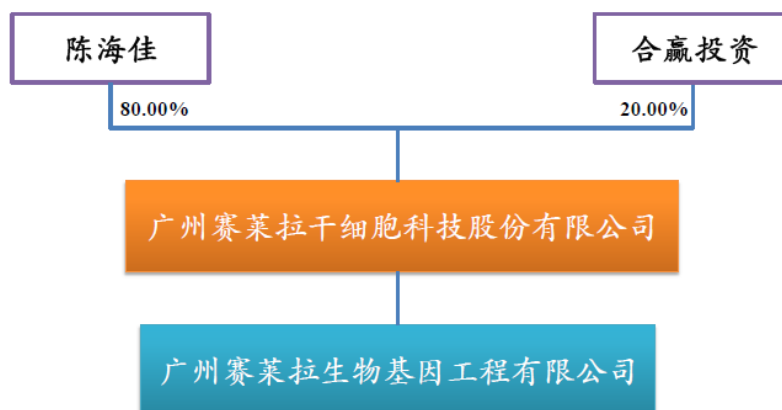 陈海佳
合赢投资
80.00%
20.00%
广州赛莱拉干细胞科技股份有限公司
广州赛莱拉生物基因工程有限公司